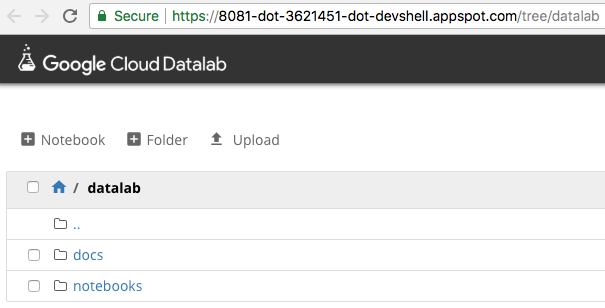 Secure https://8081-dot-3621451-dot-devshell.appspot.com/tree/datalab
Google Cloud Datalab
Notebook Folder Upload
/ datalab
..
docs
notebooks